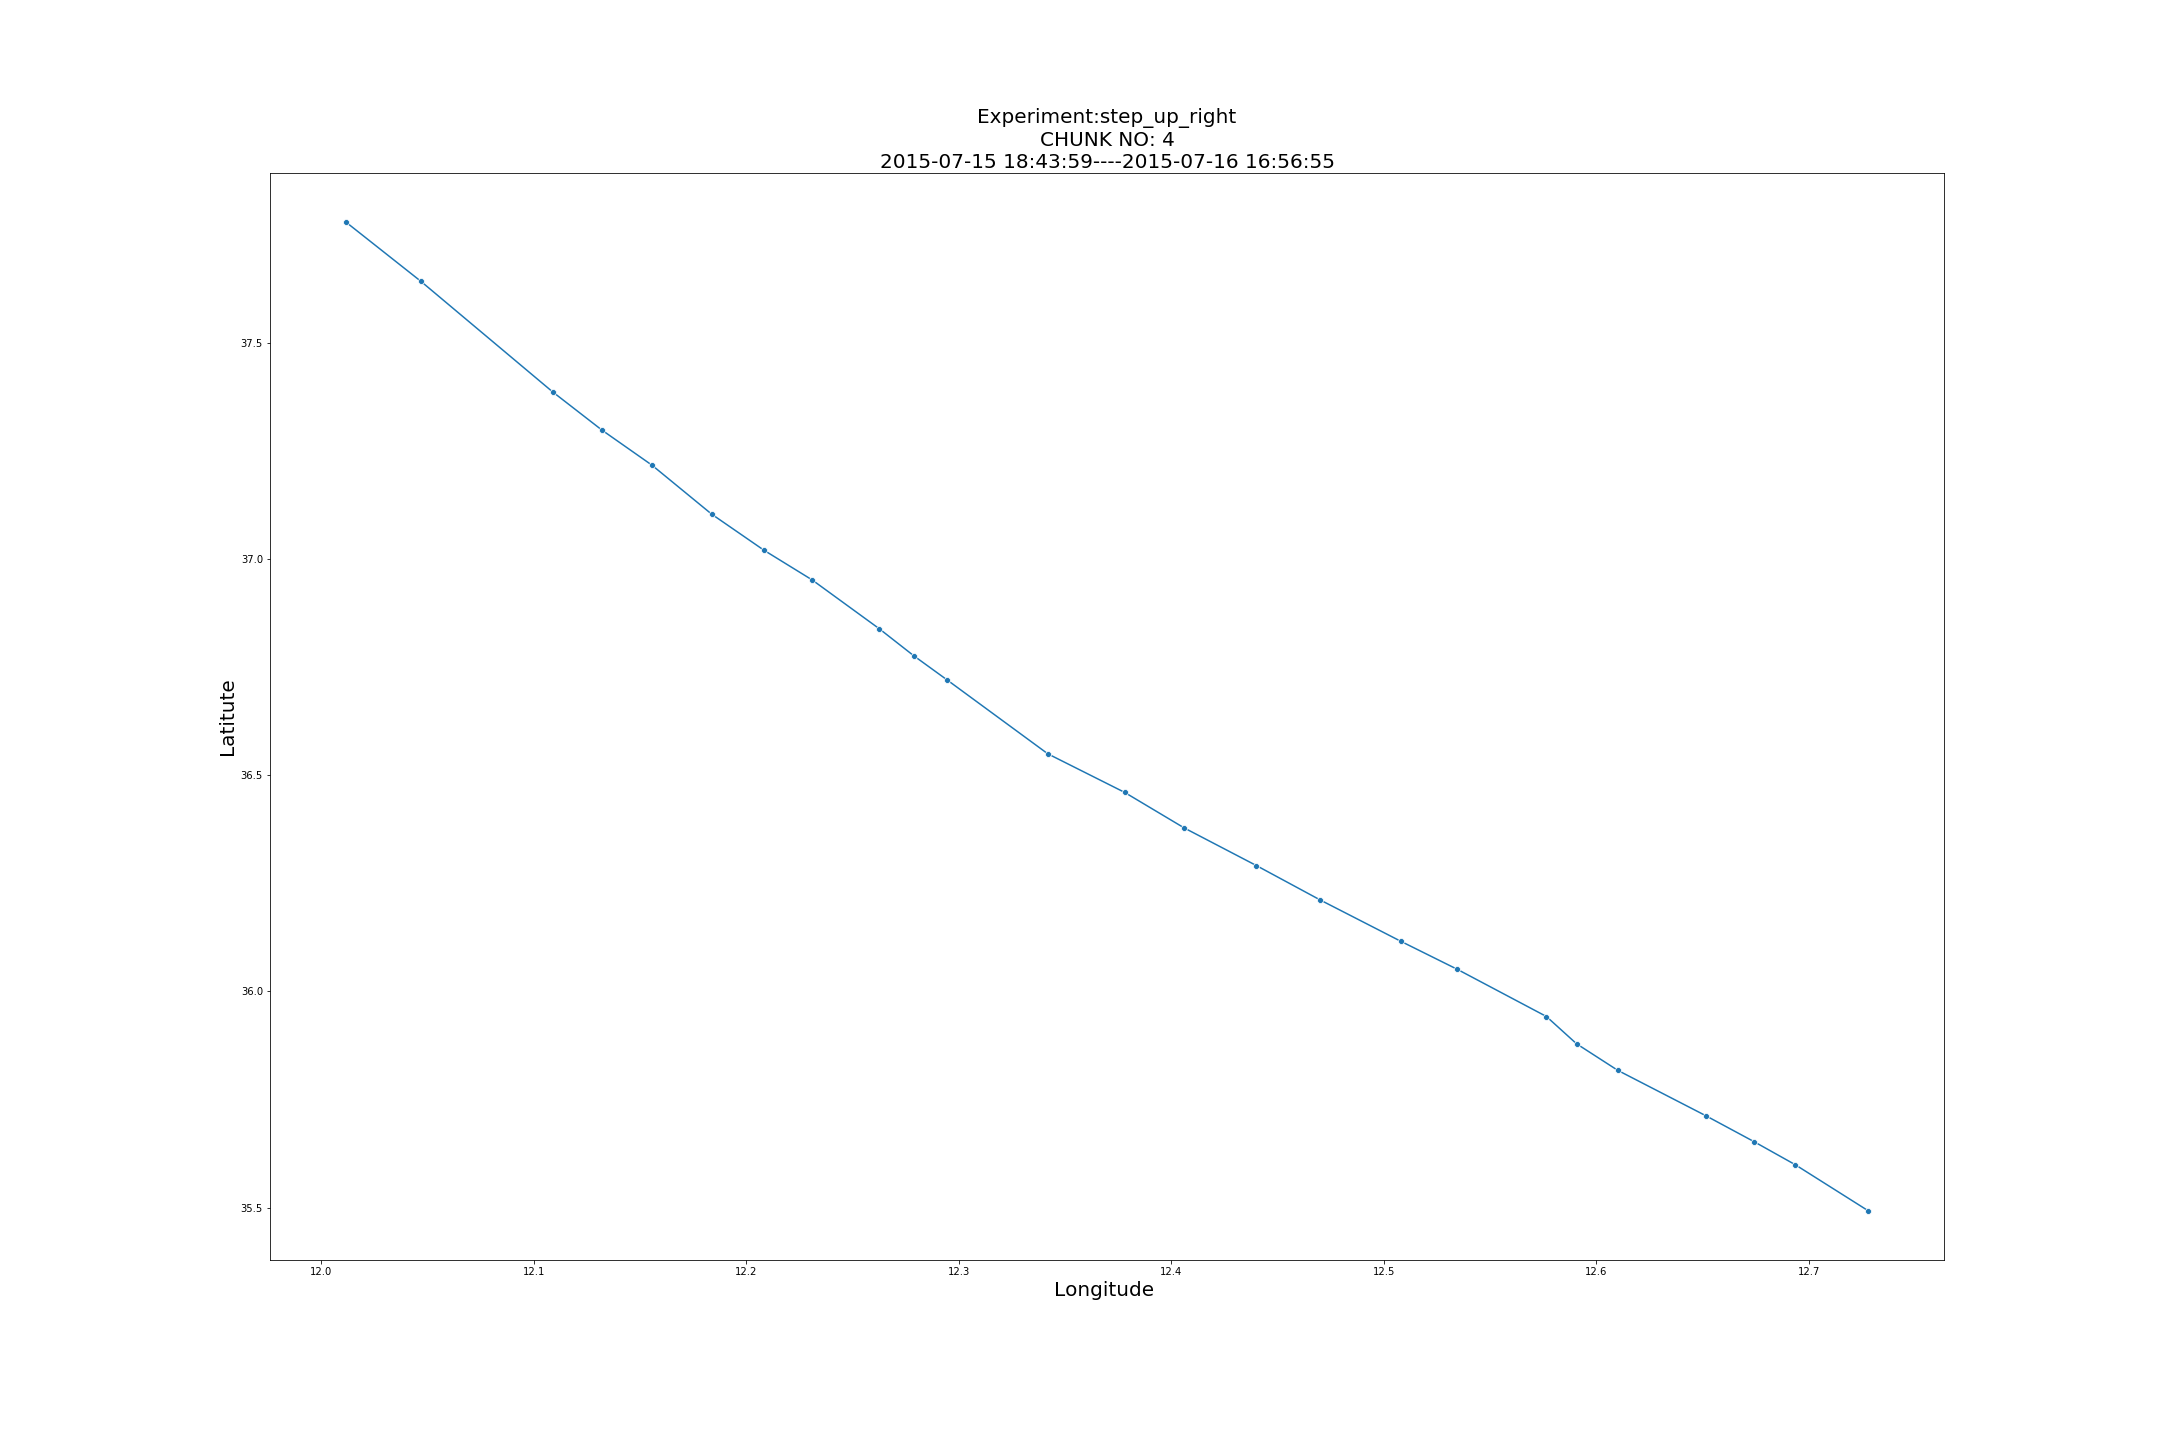 Experiment:step_up_right
CHUNK NO: 4
2015-07-15 18:43:59----2015-07-16 16:56:55
Latitute
37.5
37.0
36.5
36.0
35.5
12.0 12.1 12.2 12.3 12.4 12.5 12.6 12.7
Longitude